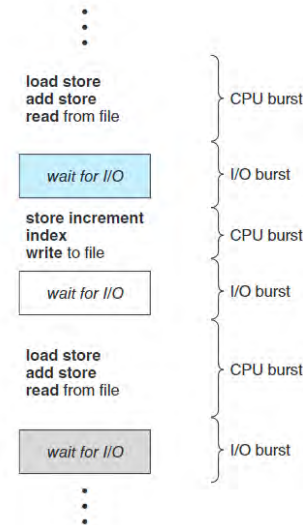 load store
add store
read from file
CPU burst
wait for I/O
I/O burst
store increment
index
write to file
CPU burst
wait for I/O
I/O burst
load store
add store
read from file
CPU burst
wait for I/O
I/O burst